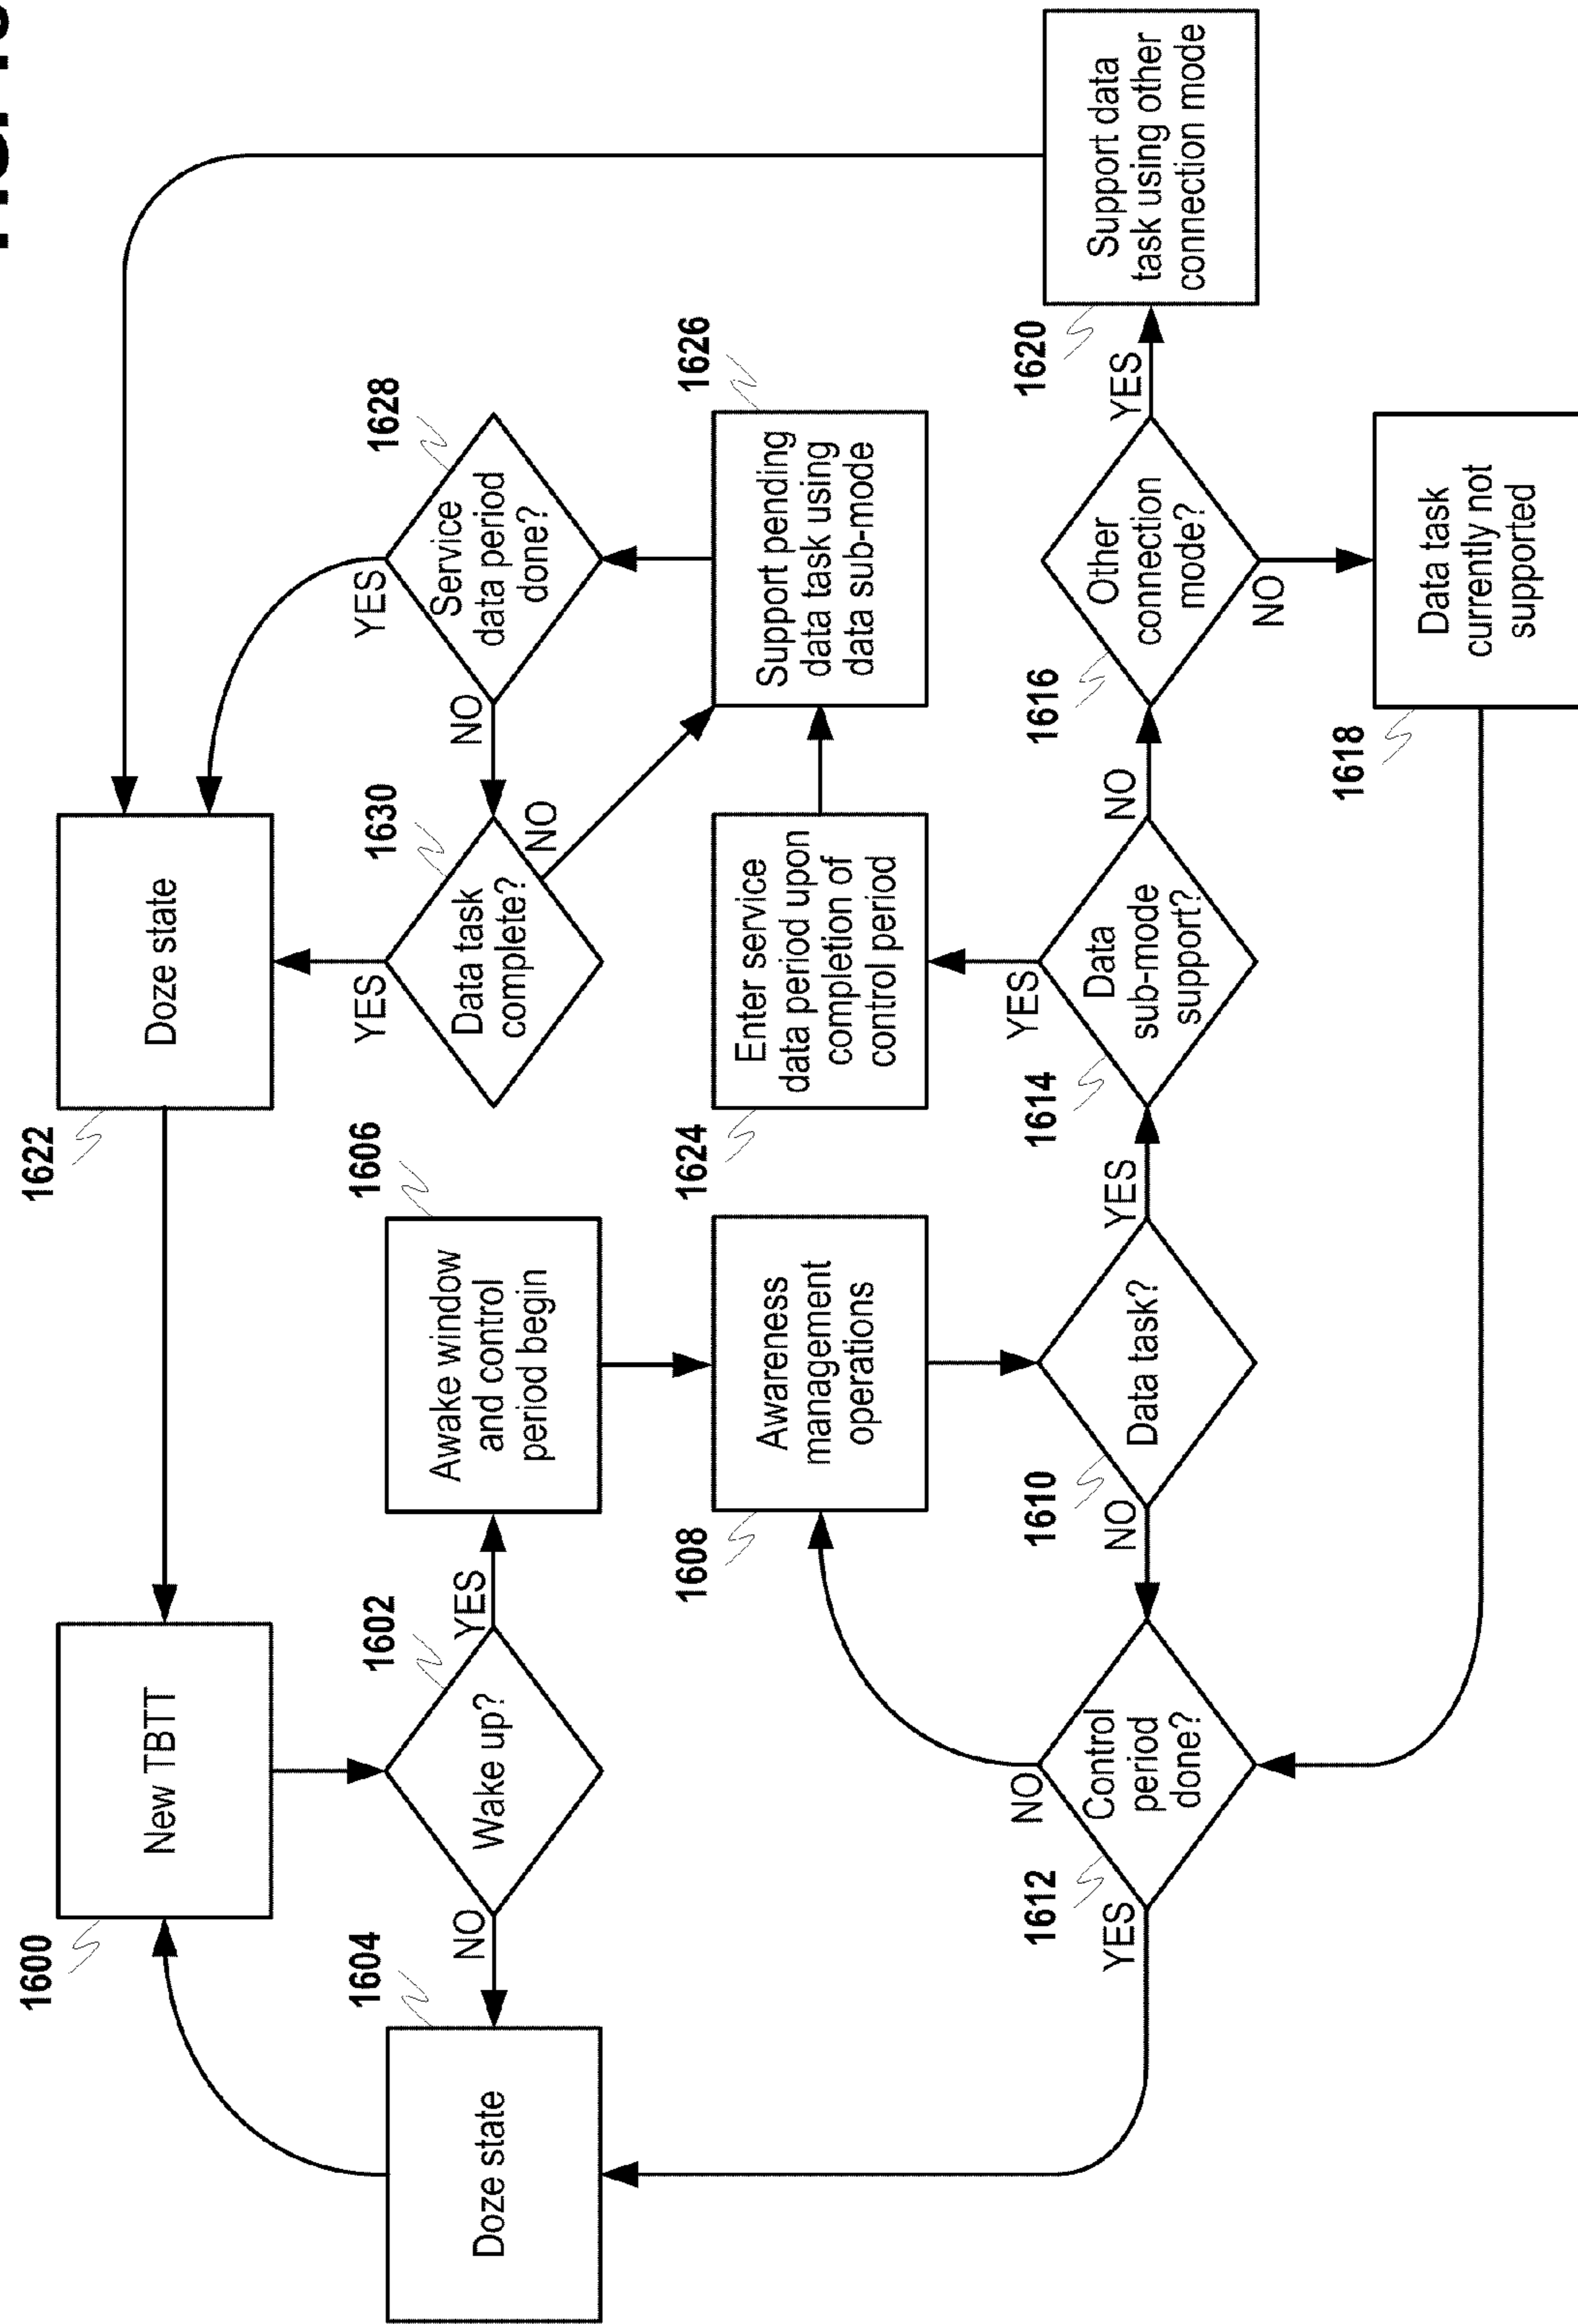 1600
New TBTT
1622
Doze state
1604
Doze state
NO
Wake up?
1602
YES
Awake window
and control
period begin
1606
YES
Data task
complete?
1630
NO
NO
YES
Service
data period
done?
1628
1608
Awareness
management
operations
1624
Enter service
data period upon
completion of
control period
Support pending
data task using
data sub-mode
1626
YES
1612
NO
Control
period
done?
NO
1610
Data task?
YES
1614
YES
Data
sub-mode
support?
NO
1616
Other
connection
mode?
NO
YES
1620
Support data
task using other
connection mode
1618
Data task
currently not
supported